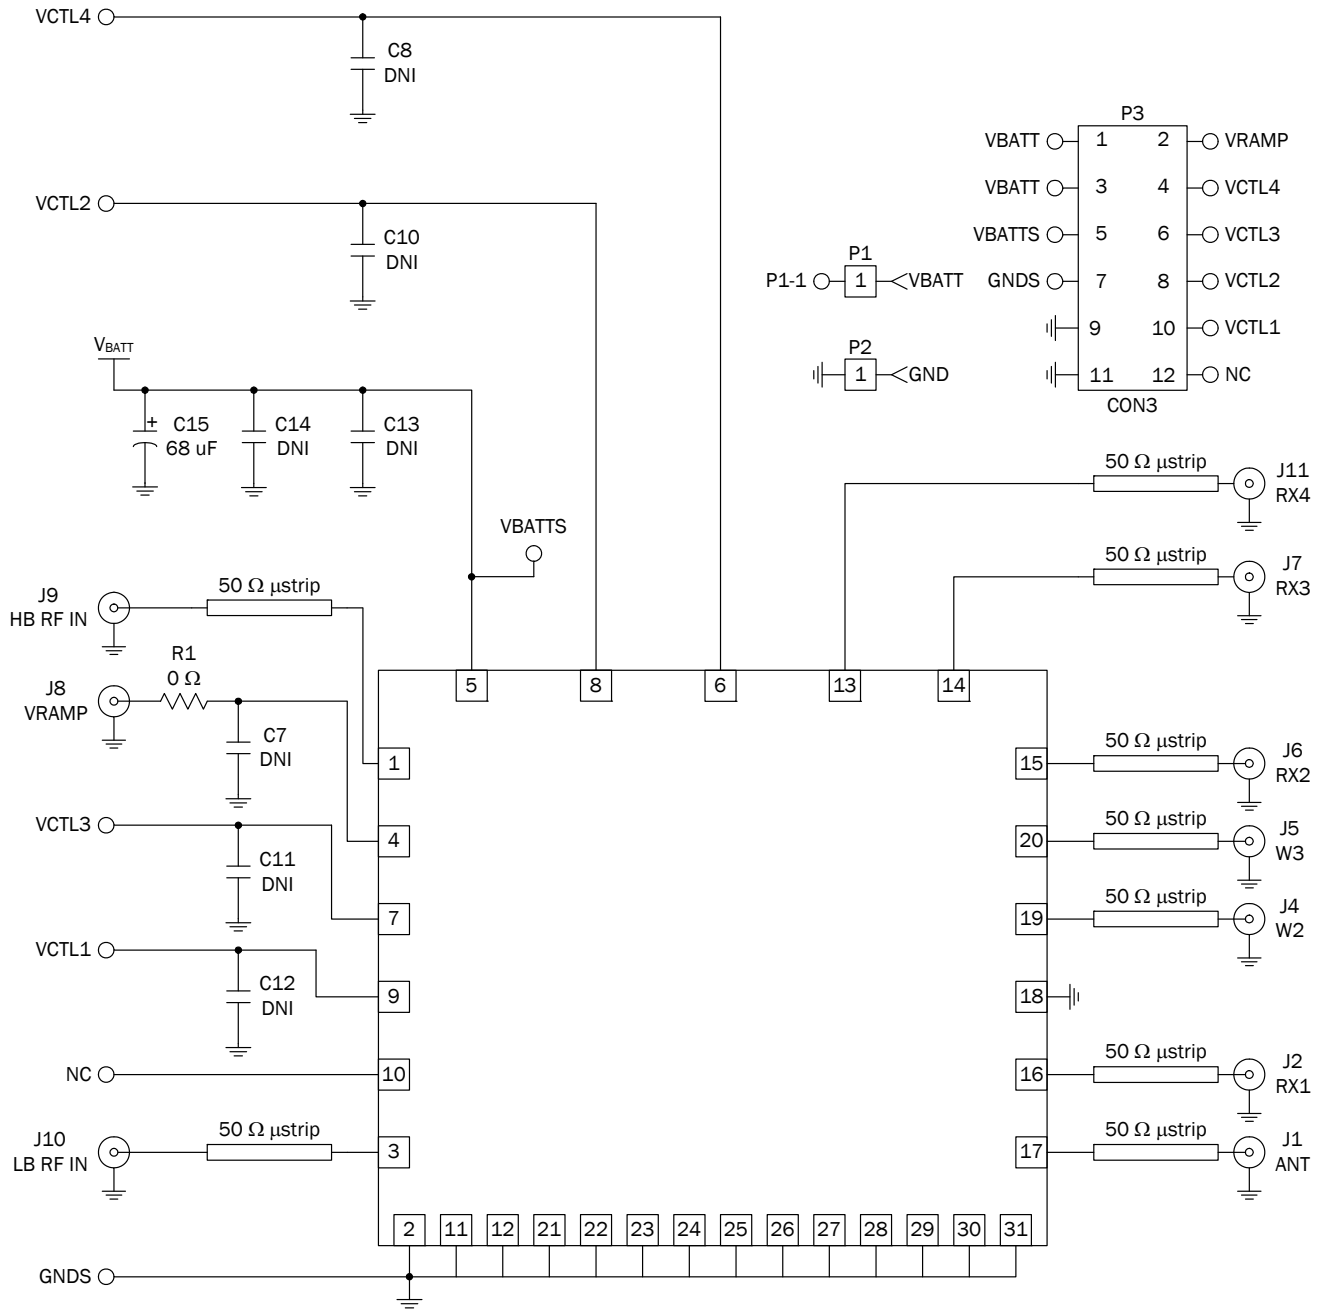 VCTL4
C8
DNI
VCTL2
C10
DNI
VBATT
C15
68 uF
+
C14
DNI
C13
DNI
VBATTS
P3
VBATT 1 2 VRAMP
VBATT 3 4 VCTL4
VBATTS 5 6 VCTL3
GNDS 7 8 VCTL2
9 10 VCTL1
11 12 NC
CON3
P1
P1-1 1 VBATT
P2
1 GND
50 Ω µstrip
J11
RX4
50 Ω µstrip
J7
RX3
J9
HB RF IN
50 Ω µstrip
R1
0 Ω
J8
VRAMP
C7
DNI
VCTL3
C11
DNI
VCTL1
C12
DNI
NC
J10
LB RF IN
50 Ω µstrip
5 8 6 13 14
1
4
7
9
10
3
15
50 Ω µstrip
J6
RX2
20
50 Ω µstrip
J5
W3
19
50 Ω µstrip
J4
W2
18
16
50 Ω µstrip
J2
RX1
17
50 Ω µstrip
J1
ANT
2 11 12 21 22 23 24 25 26 27 28 29 30 31
GNDS